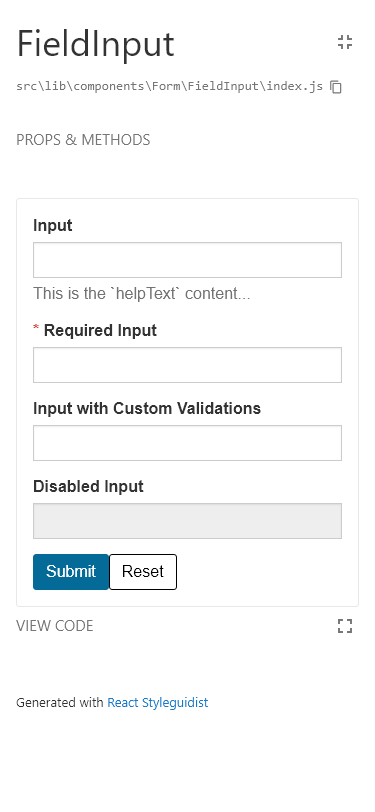 FieldInput
src\lib\components\Form\FieldInput\index.js
PROPS & METHODS
Input
This is the `helpText` content...
* Required Input
Input with Custom Validations
Disabled Input
Submit Reset
VIEW CODE
Generated with React Styleguidist